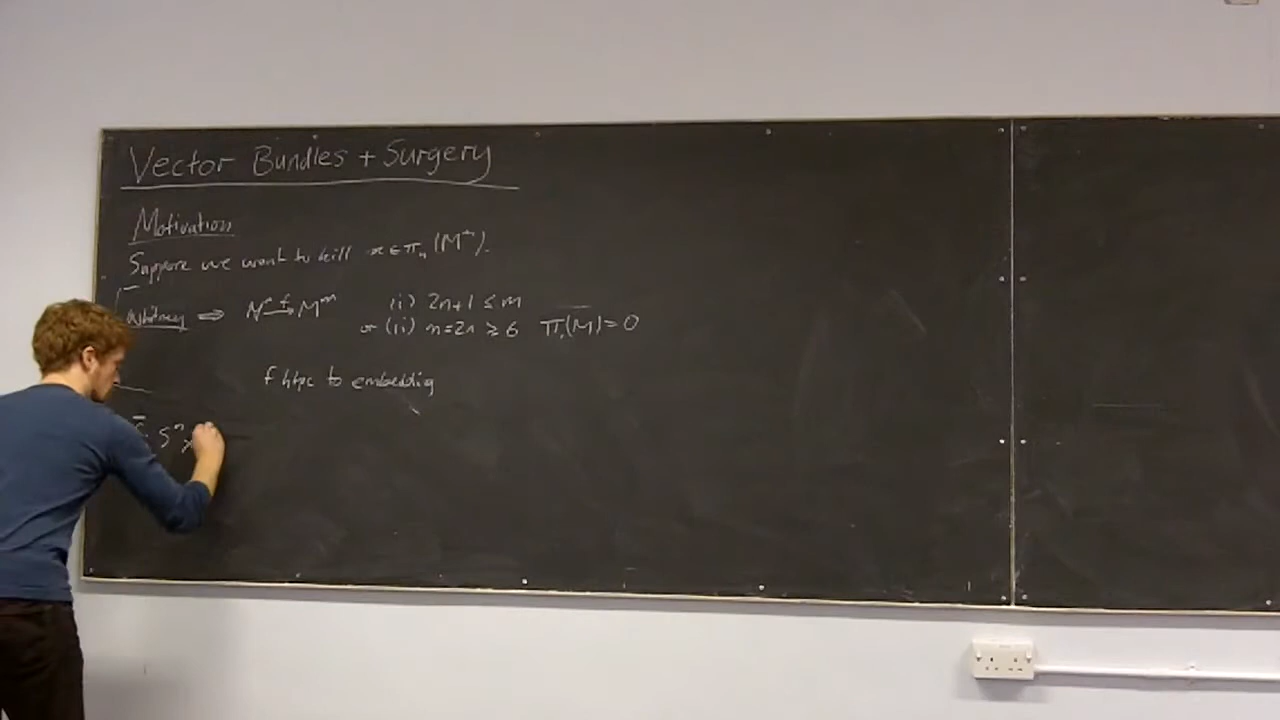 Vector Bundles + Surgery
Motivation
Suppose we want to kill x ∈ π_n(M^m).
Whitney ⇒ N^n →^f M^m (i) 2n+1 ≤ m
or (ii) m=2n ≥ 6 π_1(M)=0
f htpc to embedding
S^n ×